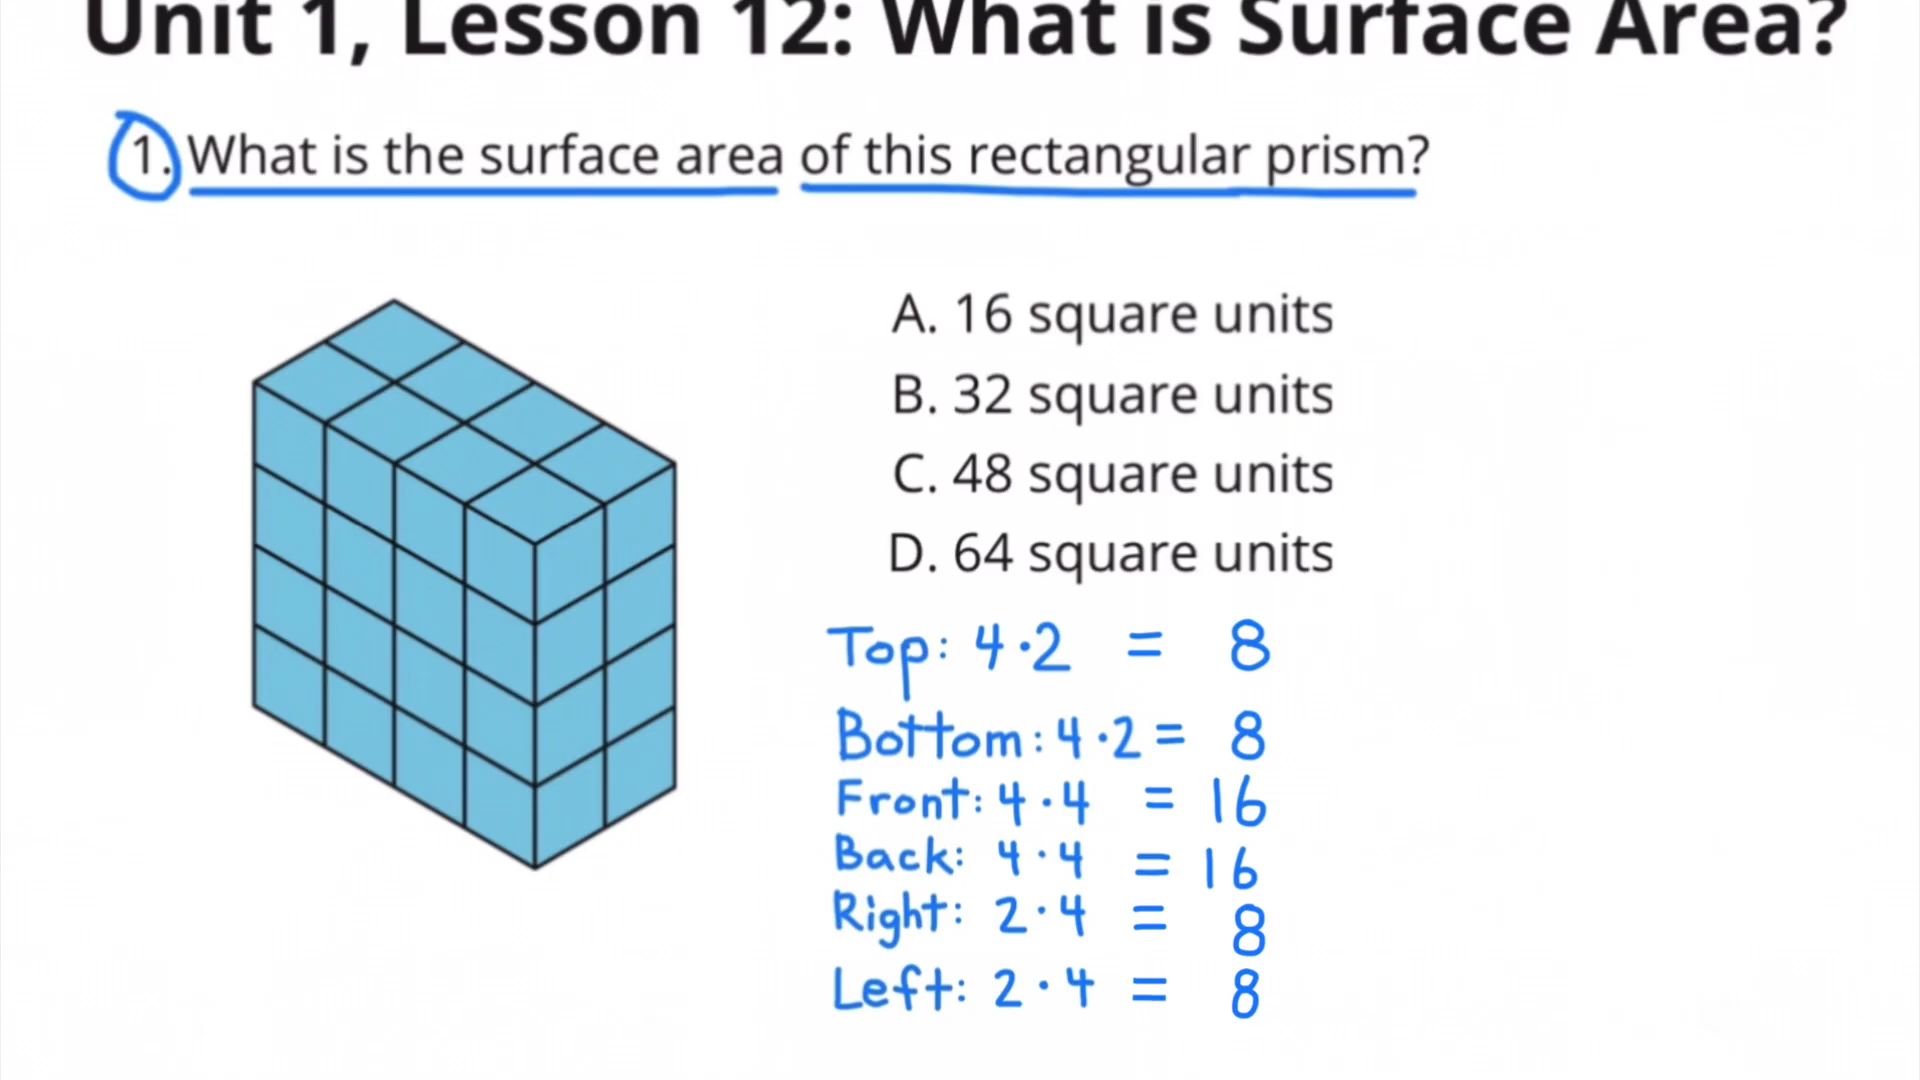 Unit 1, Lesson 12: What is Surface Area?
1. What is the surface area of this rectangular prism?
A. 16 square units
B. 32 square units
C. 48 square units
D. 64 square units
Top: 4 · 2 = 8
Bottom: 4 · 2 = 8
Front: 4 · 4 = 16
Back: 4 · 4 = 16
Right: 2 · 4 = 8
Left: 2 · 4 = 8